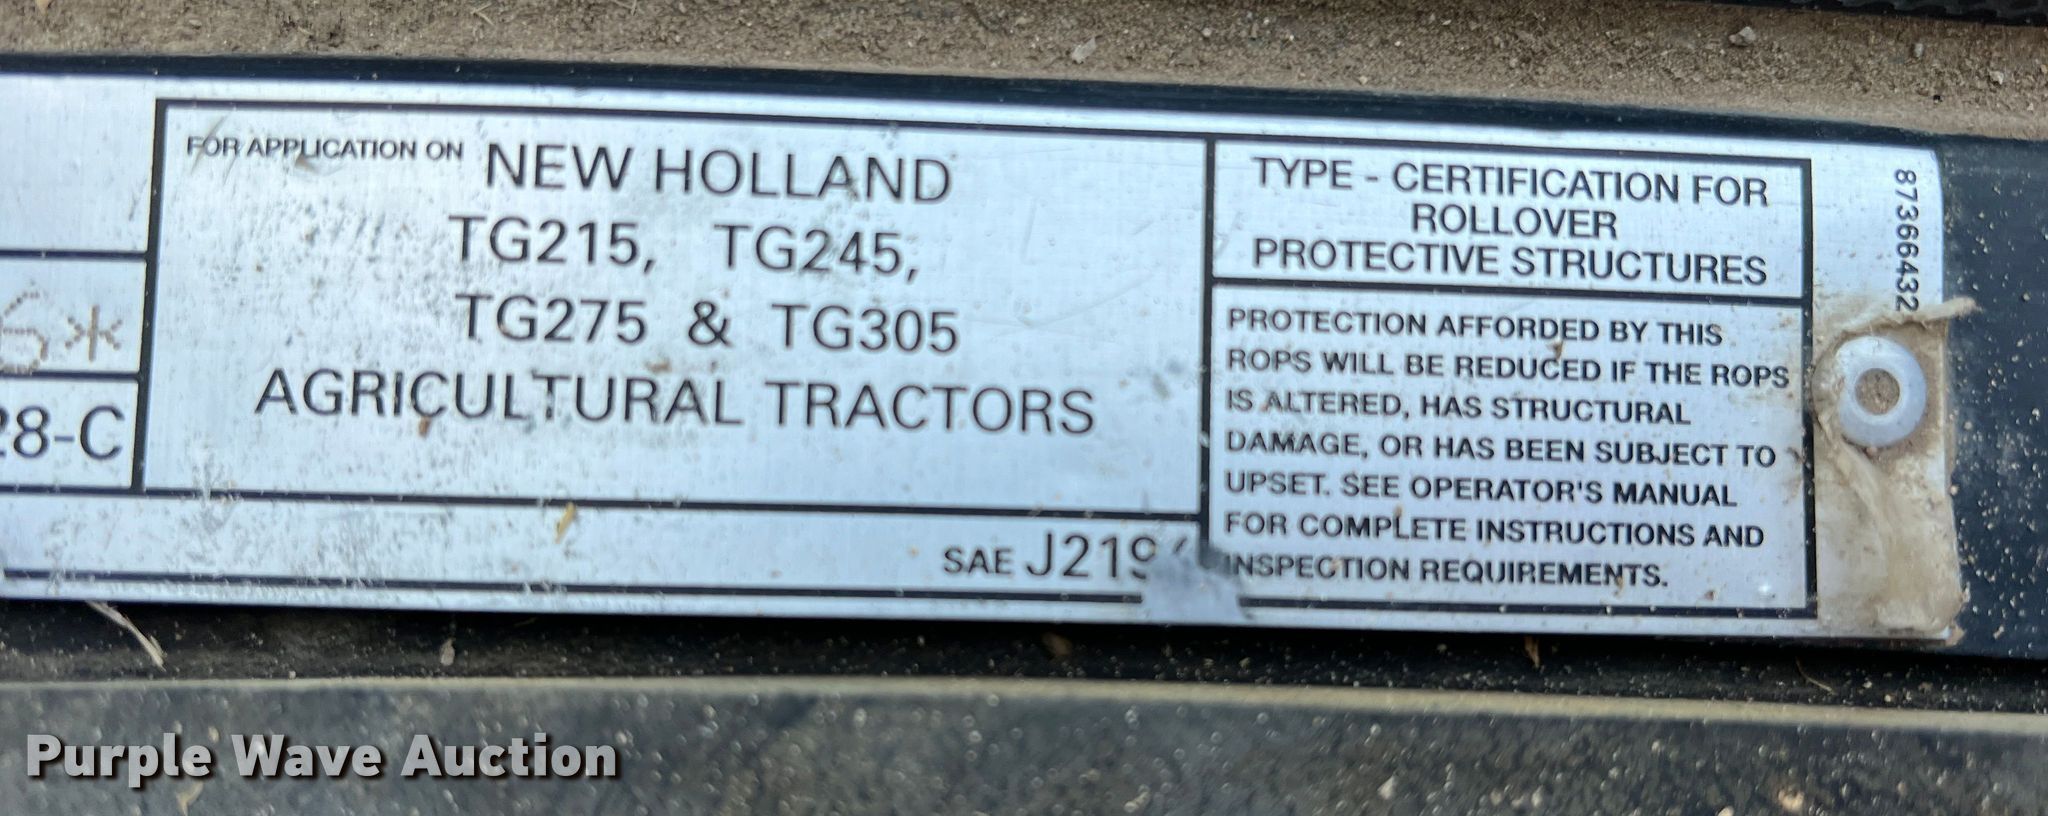 FOR APPLICATION ON NEW HOLLAND
TG215, TG245,
TG275 & TG305
AGRICULTURAL TRACTORS
28-C
SAE
TYPE - CERTIFICATION FOR
ROLLOVER
PROTECTIVE STRUCTURES
PROTECTION AFFORDED BY THIS
ROPS WILL BE REDUCED IF THE ROPS
IS ALTERED, HAS STRUCTURAL
DAMAGE, OR HAS BEEN SUBJECT TO
UPSET. SEE OPERATOR'S MANUAL
FOR COMPLETE INSTRUCTIONS AND
INSPECTION REQUIREMENTS.
87366432
Purple Wave Auction